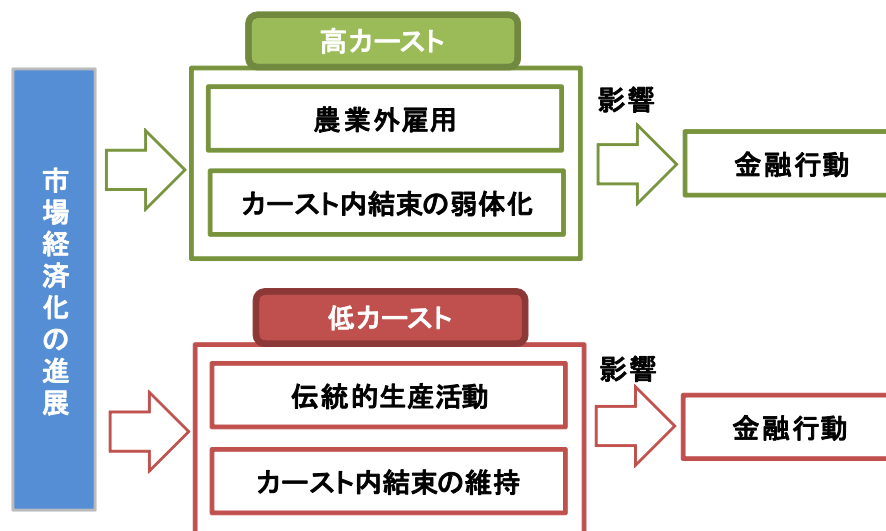 市場経済化の進展
高カースト
農業外雇用
カースト内結束の弱体化
影響
金融行動
低カースト
伝統的生産活動
カースト内結束の維持
影響
金融行動